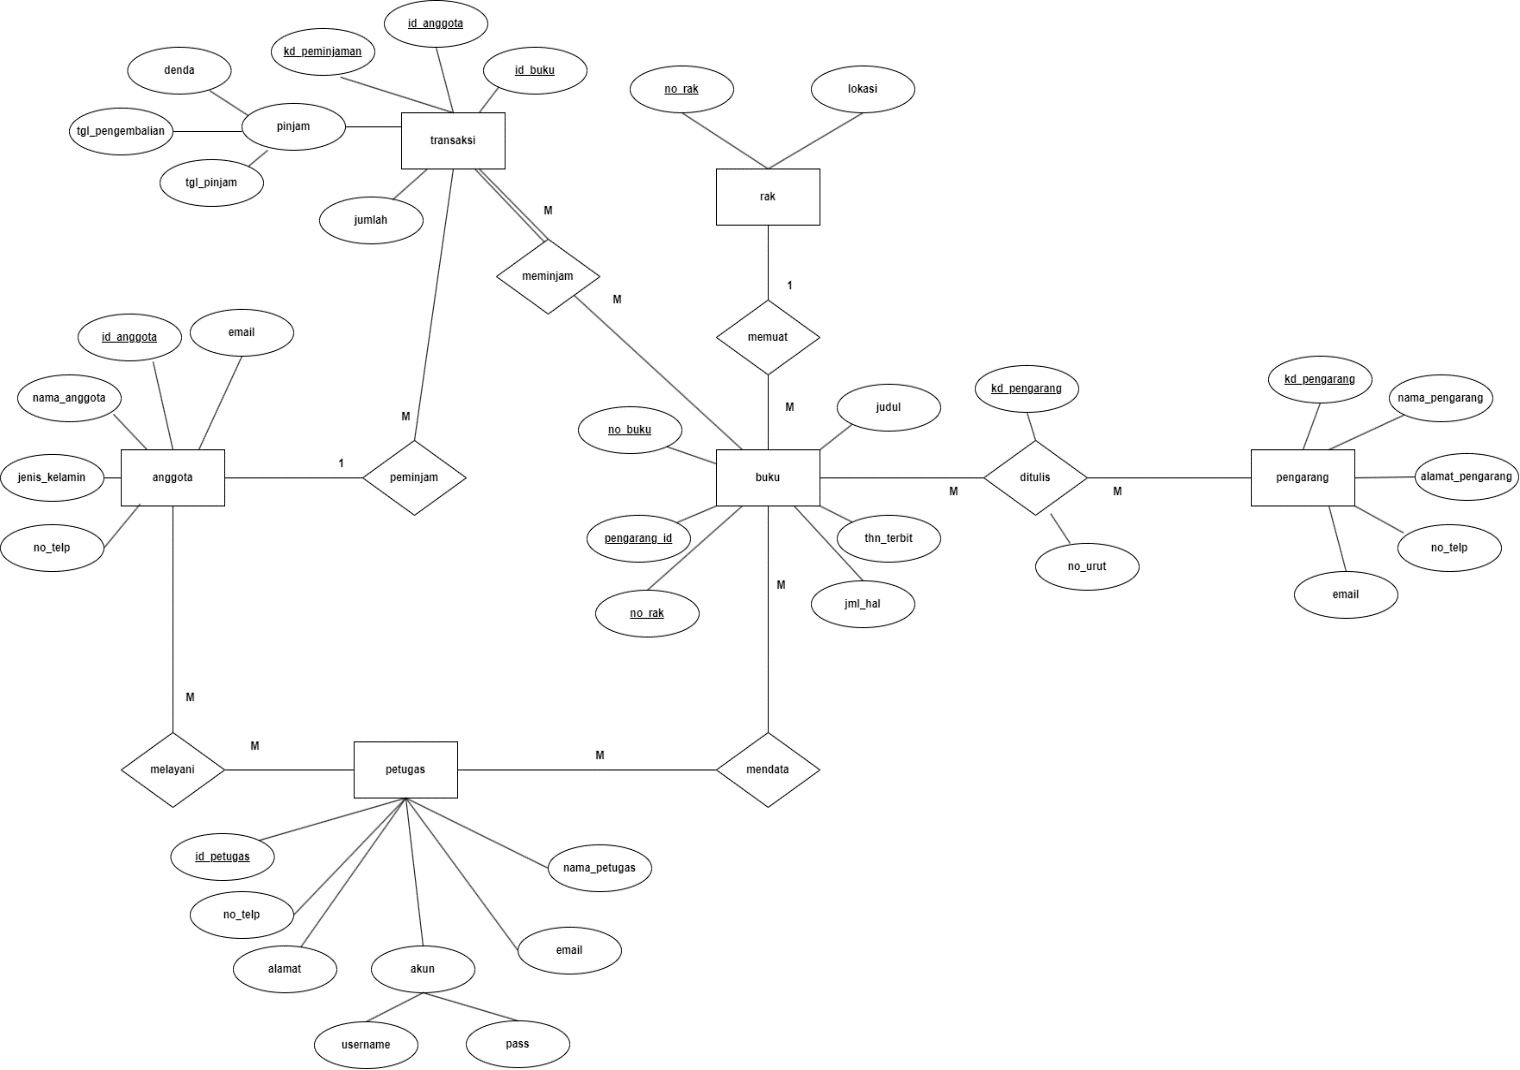 id_anggota
kd_peminjaman
id_buku
denda
no_rak
lokasi
tgl_pengembalian
pinjam
transaksi
tgl_pinjam
rak
jumlah
M
meminjam
1
M
id_anggota
email
memuat
kd_pengarang
kd_pengarang
nama_anggota
M
M
judul
nama_pengarang
no_buku
1
jenis_kelamin
anggota
peminjam
buku
ditulis
pengarang
alamat_pengarang
M
M
no_telp
pengarang_id
thn_terbit
no_telp
no_urut
M
no_rak
jml_hal
email
M
M
M
melayani
petugas
mendata
id_petugas
nama_petugas
no_telp
email
alamat
akun
username
pass